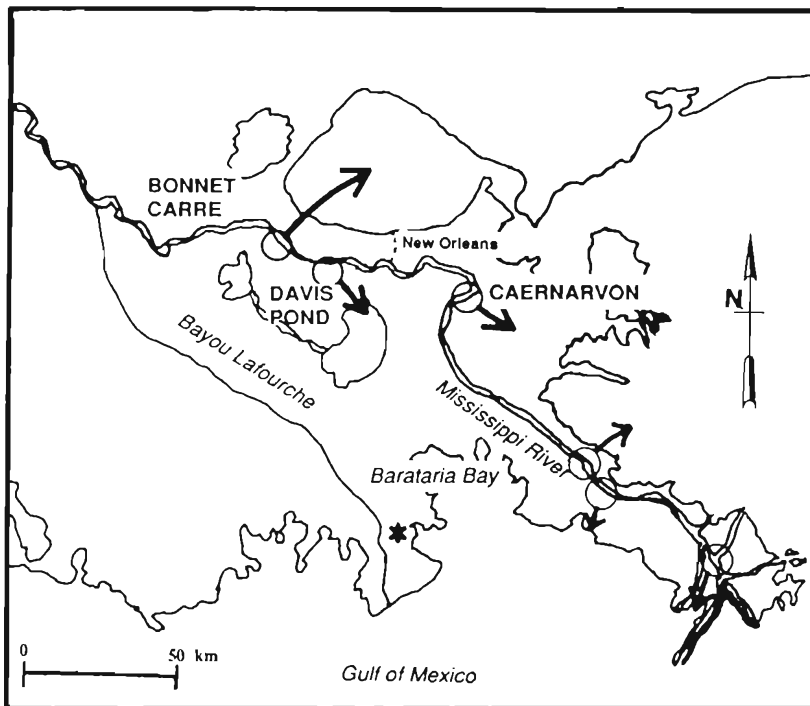 BONNET
CARRE
New Orleans
DAVIS
POND
CAERNARVON
N
Bayou Lafourche
Mississippi River
Barataria Bay
0
50 km
Gulf of Mexico